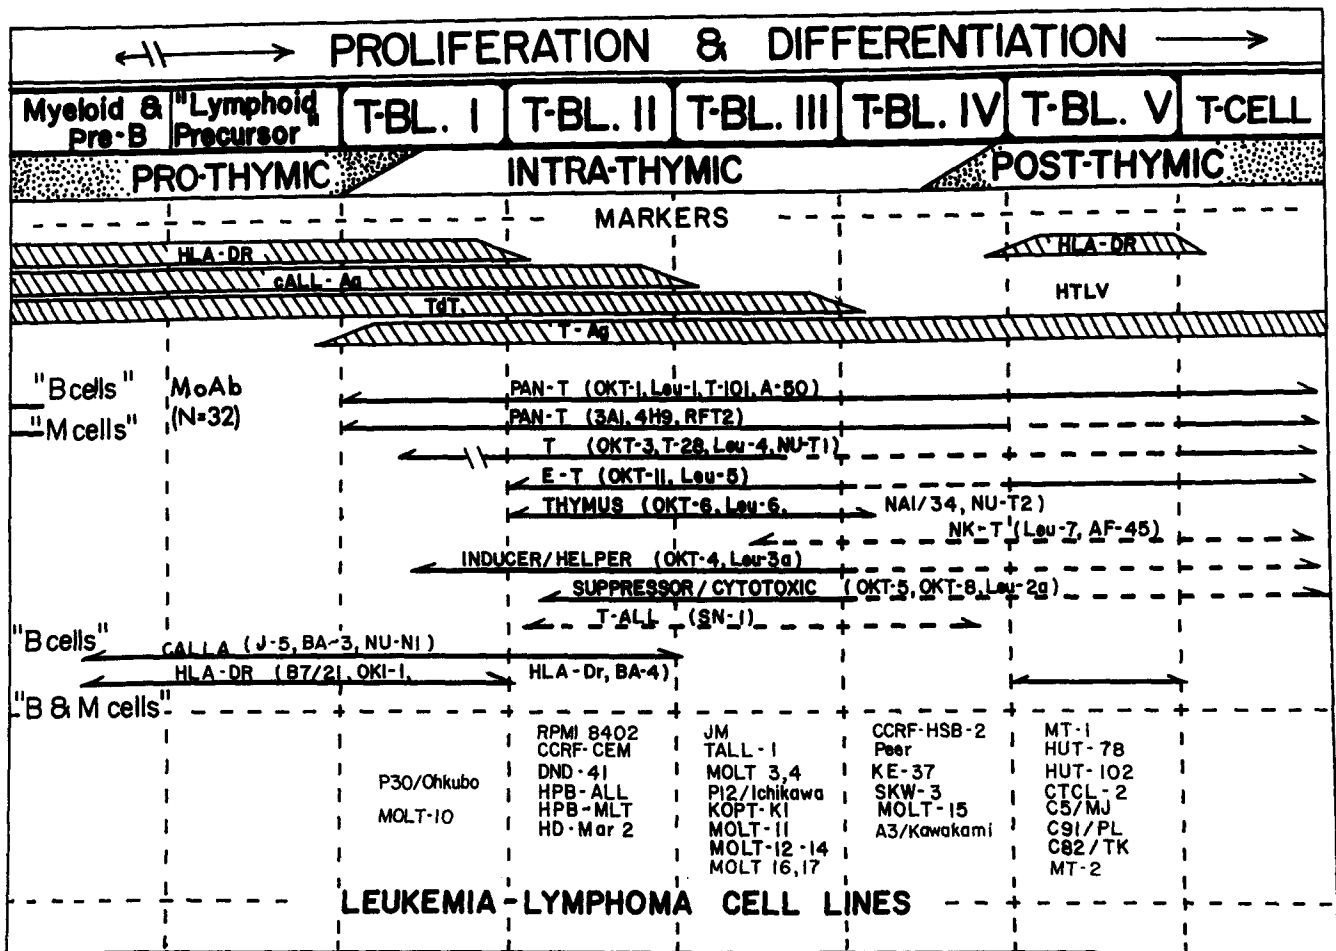 PROLIFERATION & DIFFERENTIATION
Myeloid & Pre-B
"Lymphoid Precursor"
T-BL. I
T-BL. II
T-BL. III
T-BL. IV
T-BL. V
T-CELL
PRO-THYMIC
INTRA-THYMIC
POST-THYMIC
MARKERS
HLA-DR
HLA-DR
cALL-Ag
HTLV
TdT
T-Ag
"B cells"
MoAb
(N=32)
PAN-T (OKT-1, Leu-1, T-101, A-50)
"M cells"
PAN-T (3A1, 4H9, RFT2)
T (OKT-3, T-28, Leu-4, NU-T1)
E-T (OKT-11, Leu-5)
THYMUS (OKT-6, Leu-6, NA1/34, NU-T2)
NK-T (Leu-7, AF-45)
INDUCER/HELPER (OKT-4, Leu-3a)
SUPPRESSOR/CYTOTOXIC (OKT-5, OKT-8, Leu-2a)
T-ALL (SN-1)
"B cells"
CALLA (J-5, BA-3, NU-N1)
HLA-DR (B7/21, OKI-1, HLA-Dr, BA-4)
"B & M cells"
P30/Ohkubo
MOLT-10
RPMI 8402
CCRF-CEM
DND-41
HPB-ALL
HPB-MLT
HD-Mar 2
JM
TALL-1
MOLT 3,4
P12/Ichikawa
KOPT-K1
MOLT-11
MOLT-12-14
MOLT 16,17
CCRF-HSB-2
Peer
KE-37
SKW-3
MOLT-15
A3/Kawakami
MT-1
HUT-78
HUT-102
CTCL-2
C5/MJ
C91/PL
C82/TK
MT-2
LEUKEMIA-LYMPHOMA CELL LINES